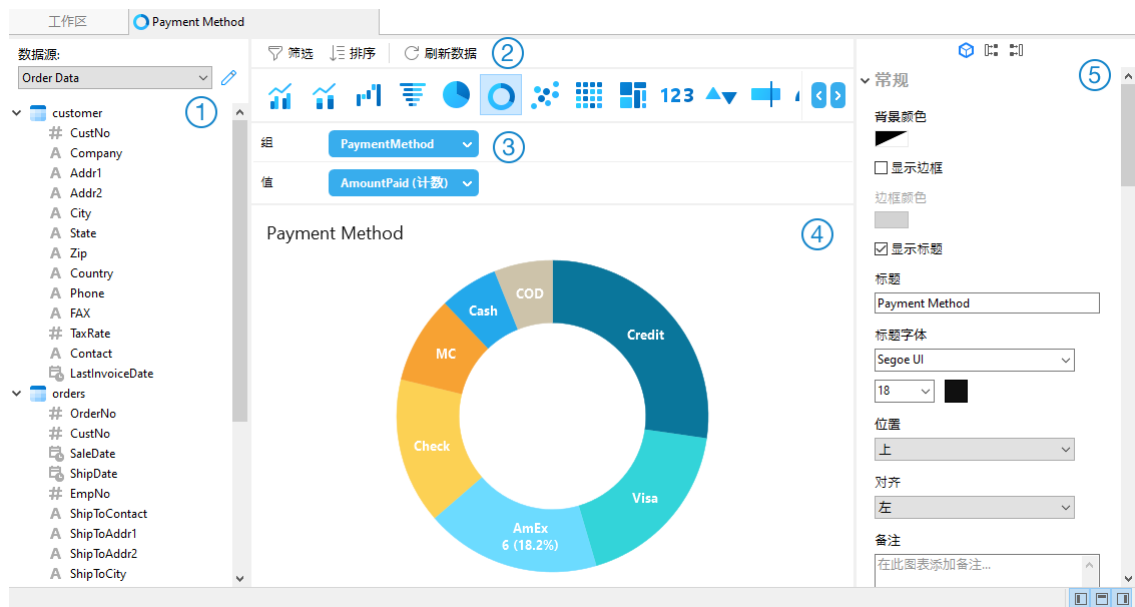 工作区
Payment Method
数据源:
Order Data
①
customer
CustNo
Company
Addr1
Addr2
City
State
Zip
Country
Phone
FAX
TaxRate
Contact
LastInvoiceDate
orders
OrderNo
CustNo
SaleDate
ShipDate
EmpNo
ShipToContact
ShipToAddr1
ShipToAddr2
ShipToCity
筛选 排序 刷新数据 ②
123
组 PaymentMethod ③
值 AmountPaid (计数)
Payment Method ④
COD
Cash
Credit
MC
Check
Visa
AmEx
6 (18.2%)
⑤
常规
背景颜色
显示边框
边框颜色
显示标题
标题
Payment Method
标题字体
Segoe UI
18
位置
上
对齐
左
备注
在此图表添加备注...